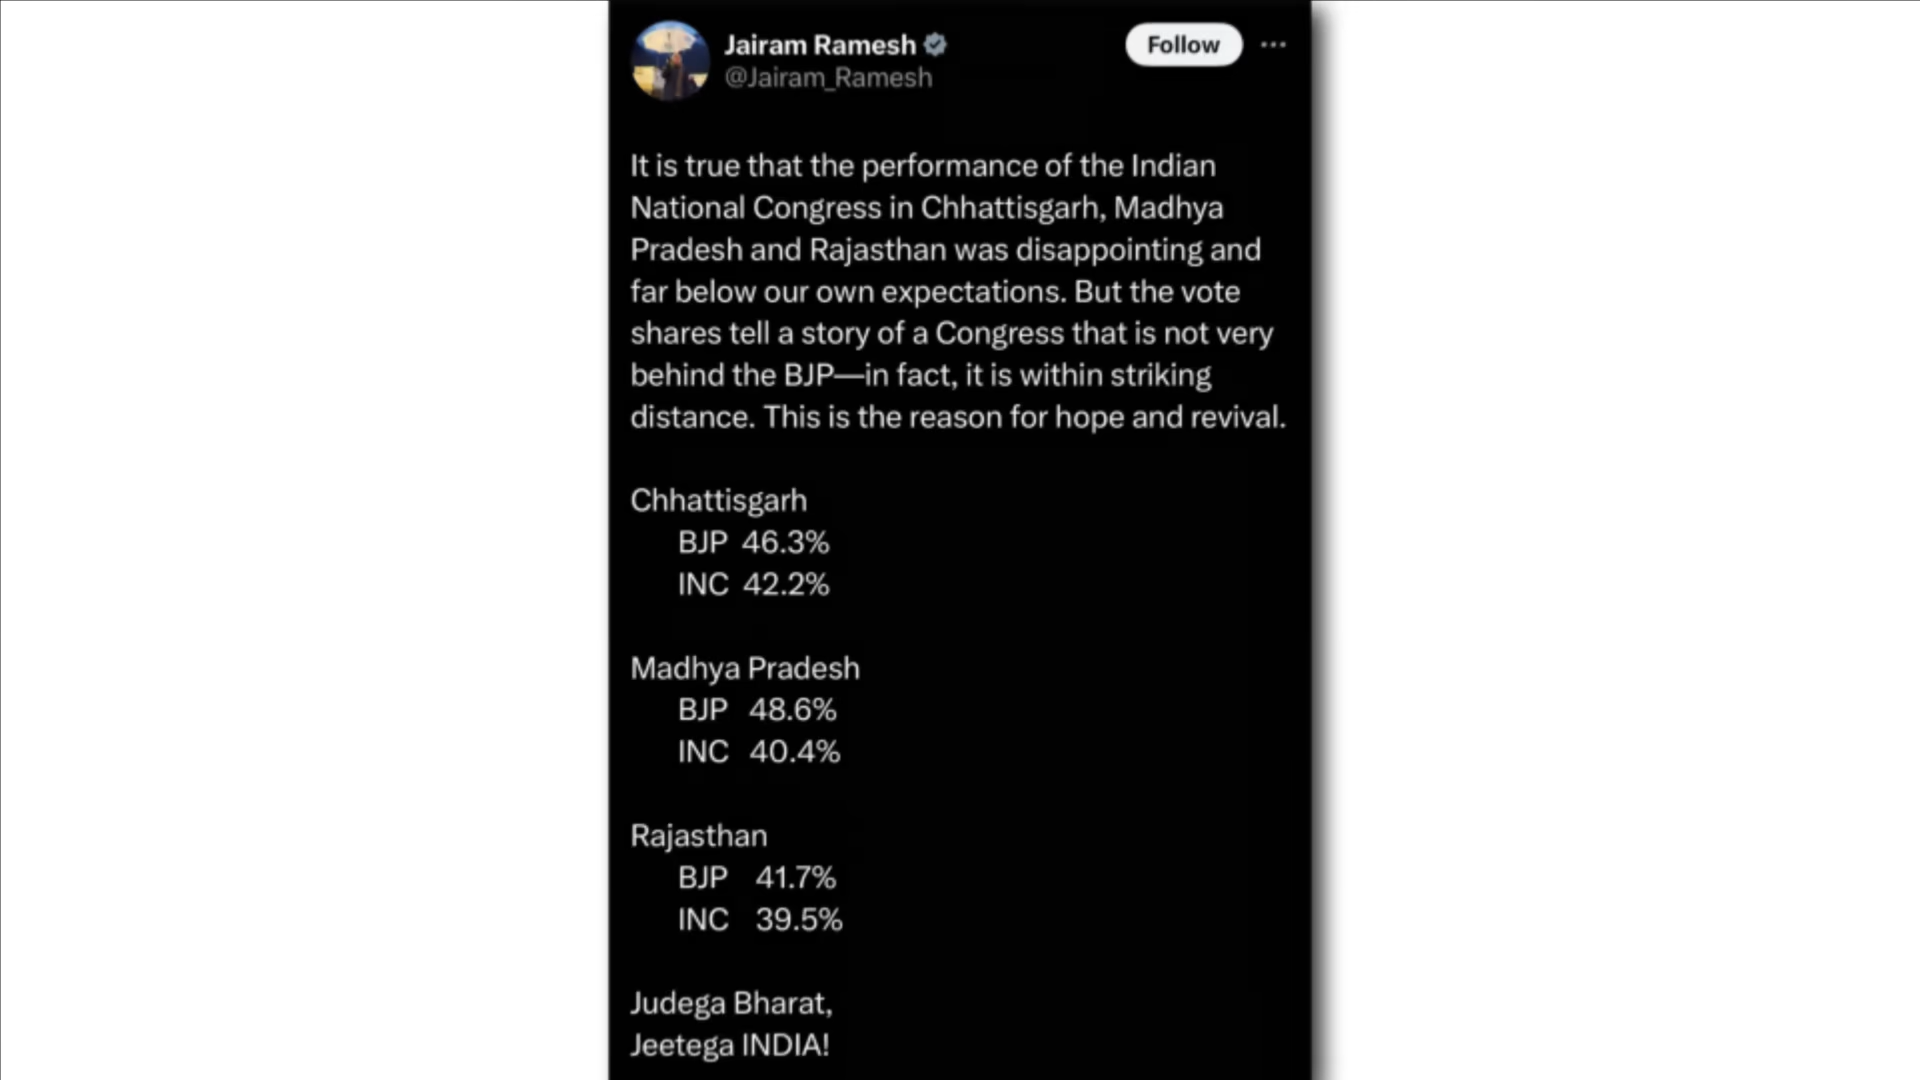 Jairam Ramesh
@Jairam_Ramesh
Follow
It is true that the performance of the Indian
National Congress in Chhattisgarh, Madhya
Pradesh and Rajasthan was disappointing and
far below our own expectations. But the vote
shares tell a story of a Congress that is not very
behind the BJP—in fact, it is within striking
distance. This is the reason for hope and revival.
Chhattisgarh
BJP 46.3%
INC 42.2%
Madhya Pradesh
BJP 48.6%
INC 40.4%
Rajasthan
BJP 41.7%
INC 39.5%
Judega Bharat,
Jeetega INDIA!